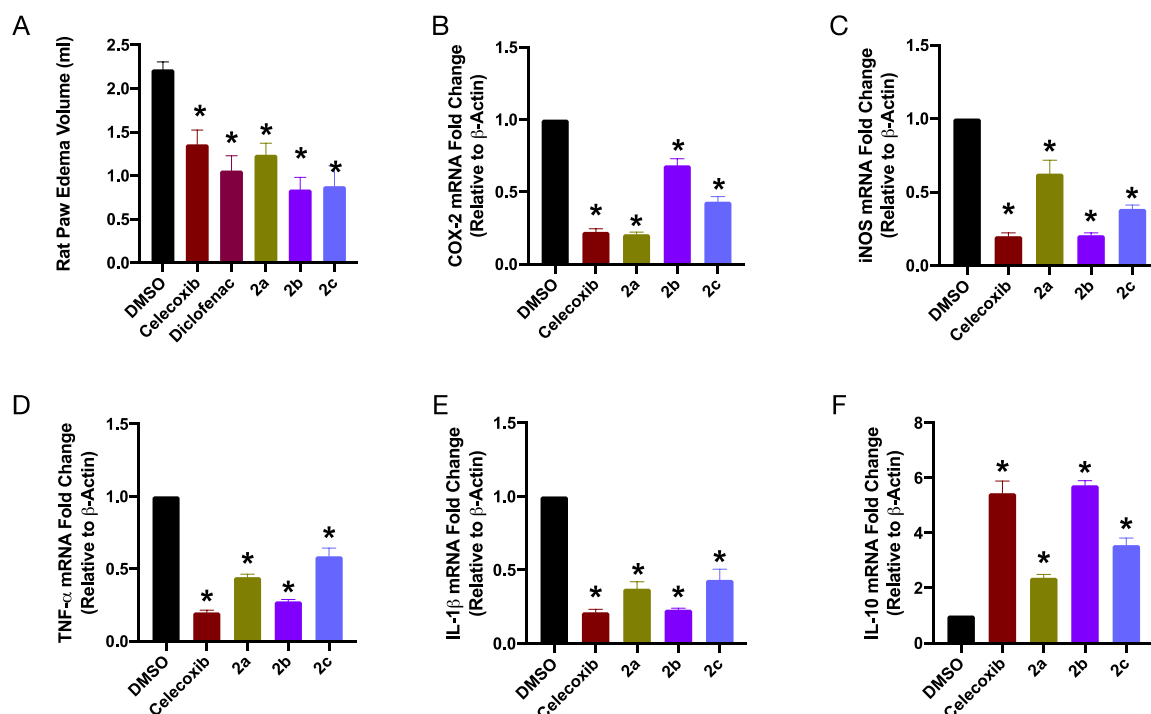 A
Rat Paw Edema Volume (ml)
2.5
2.0
1.5
1.0
0.5
0.0
* * * * *
DMSO
Celecoxib
Diclofenac
2a
2b
2c
B
COX-2 mRNA Fold Change
(Relative to β-Actin)
1.5
1.0
0.5
0.0
* * * *
DMSO
Celecoxib
2a
2b
2c
C
iNOS mRNA Fold Change
(Relative to β-Actin)
1.5
1.0
0.5
0.0
* * * *
DMSO
Celecoxib
2a
2b
2c
D
TNF-α mRNA Fold Change
(Relative to β-Actin)
1.5
1.0
0.5
0.0
* * * *
DMSO
Celecoxib
2a
2b
2c
E
IL-1β mRNA Fold Change
(Relative to β-Actin)
1.5
1.0
0.5
0.0
* * * *
DMSO
Celecoxib
2a
2b
2c
F
IL-10 mRNA Fold Change
(Relative to β-Actin)
8
6
4
2
0
* * * *
DMSO
Celecoxib
2a
2b
2c